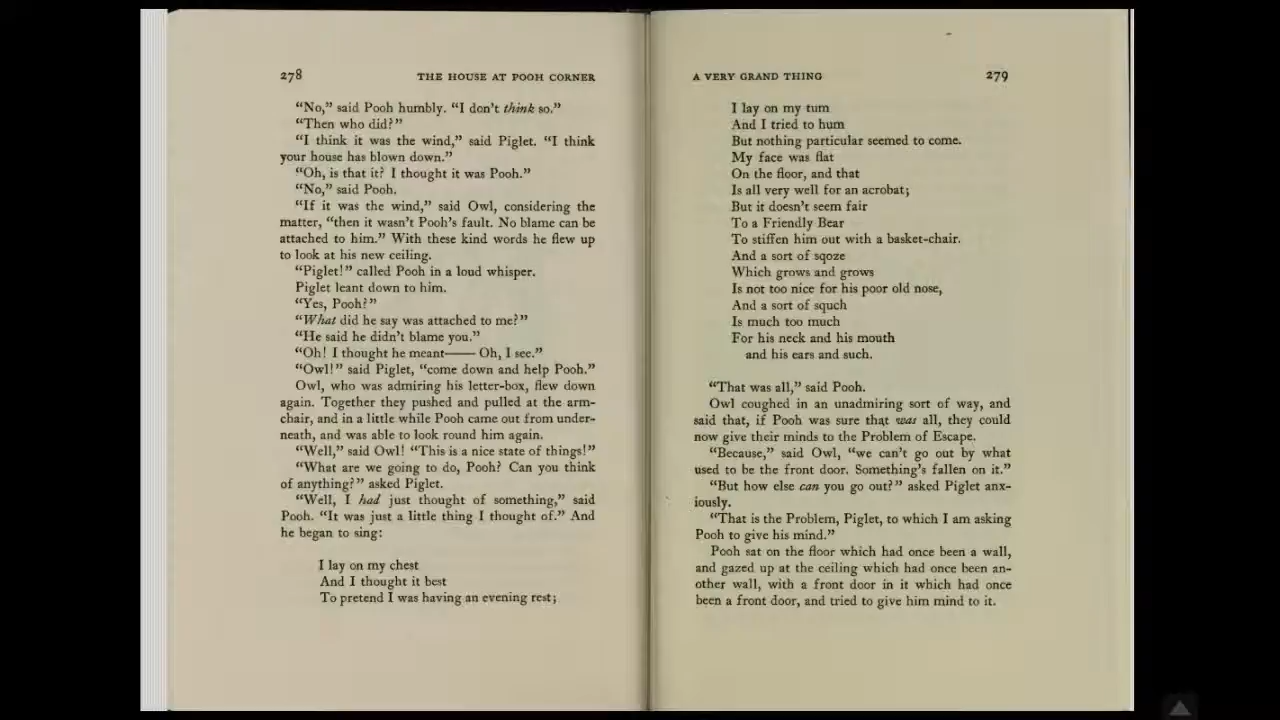 278 THE HOUSE AT POOH CORNER
“No,” said Pooh humbly. “I don't think so.”
“Then who did?”
“I think it was the wind,” said Piglet. “I think
your house has blown down.”
“Oh, is that it? I thought it was Pooh.”
“No,” said Pooh.
“If it was the wind,” said Owl, considering the
matter, “then it wasn't Pooh's fault. No blame can be
attached to him.” With these kind words he flew up
to look at his new ceiling.
“Piglet!” called Pooh in a loud whisper.
Piglet leant down to him.
“Yes, Pooh?”
“What did he say was attached to me?”
“He said he didn't blame you.”
“Oh! I thought he meant—— Oh, I see.”
“Owl!” said Piglet, “come down and help Pooh.”
Owl, who was admiring his letter-box, flew down
again. Together they pushed and pulled at the arm-
chair, and in a little while Pooh came out from under-
neath, and was able to look round him again.
“Well,” said Owl! “This is a nice state of things!”
“What are we going to do, Pooh? Can you think
of anything?” asked Piglet.
“Well, I had just thought of something,” said
Pooh. “It was just a little thing I thought of.” And
he began to sing:
I lay on my chest
And I thought it best
To pretend I was having an evening rest;
A VERY GRAND THING 279
I lay on my tum
And I tried to hum
But nothing particular seemed to come.
My face was flat
On the floor, and that
Is all very well for an acrobat;
But it doesn't seem fair
To a Friendly Bear
To stiffen him out with a basket-chair.
And a sort of sqoze
Which grows and grows
Is not too nice for his poor old nose,
And a sort of squch
Is much too much
For his neck and his mouth
and his ears and such.
“That was all,” said Pooh.
Owl coughed in an unadmiring sort of way, and
said that, if Pooh was sure that was all, they could
now give their minds to the Problem of Escape.
“Because,” said Owl, “we can't go out by what
used to be the front door. Something's fallen on it.”
“But how else can you go out?” asked Piglet anx-
iously.
“That is the Problem, Piglet, to which I am asking
Pooh to give his mind.”
Pooh sat on the floor which had once been a wall,
and gazed up at the ceiling which had once been an-
other wall, with a front door in it which had once
been a front door, and tried to give him mind to it.